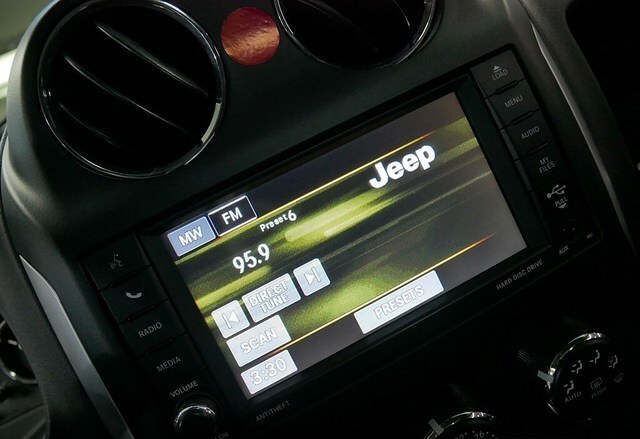 LOAD
MENU
AUDIO
MY
FILES
PULL
AUX
HARD DISC DRIVE
Jeep
MW
FM
Preset 6
95.9
DIRECT
TUNE
SCAN
PRESETS
3:30
RADIO
MEDIA
VOLUME
ANTITHEFT
AUTO